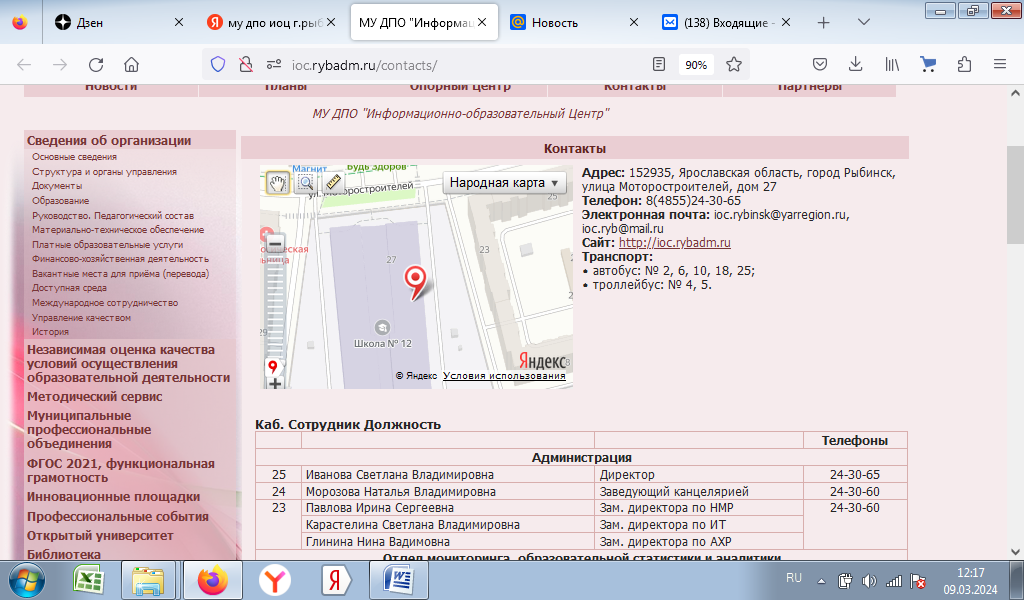 Дзен
му дпо иоц г.рыб
МУ ДПО "Информац
Новость
(138) Входящие -
ioc.rybadm.ru/contacts/
90%
Новости Планы Опорный центр Контакты Партнеры
МУ ДПО "Информационно-образовательный Центр"
Сведения об организации
Основные сведения
Структура и органы управления
Документы
Образование
Руководство. Педагогический состав
Материально-техническое обеспечение
Платные образовательные услуги
Финансово-хозяйственная деятельность
Вакантные места для приёма (перевода)
Доступная среда
Международное сотрудничество
Управление качеством
История
Независимая оценка качества
условий осуществления
образовательной деятельности
Методический сервис
Муниципальные
профессиональные
объединения
ФГОС 2021, функциональная
грамотность
Инновационные площадки
Профессиональные события
Открытый университет
Библиотека
Контакты
Магнит
Будь Здоров
ул. Моторостроителей
Народная карта
25
23
27
29
Школа № 12
Яндекс
© Яндекс Условия использования
Адрес: 152935, Ярославская область, город Рыбинск,
улица Моторостроителей, дом 27
Телефон: 8(4855)24-30-65
Электронная почта: ioc.rybinsk@yarregion.ru,
ioc.ryb@mail.ru
Сайт: http://ioc.rybadm.ru
Транспорт:
• автобус: № 2, 6, 10, 18, 25;
• троллейбус: № 4, 5.
Каб. Сотрудник Должность
Телефоны
Администрация
25 Иванова Светлана Владимировна Директор 24-30-65
24 Морозова Наталья Владимировна Заведующий канцелярией 24-30-60
23 Павлова Ирина Сергеевна Зам. директора по НМР 24-30-60
Карастелина Светлана Владимировна Зам. директора по ИТ
Глинина Нина Вадимовна Зам. директора по АХР
Отдел мониторинга, образовательной статистики и аналитики
RU
12:17
09.03.2024